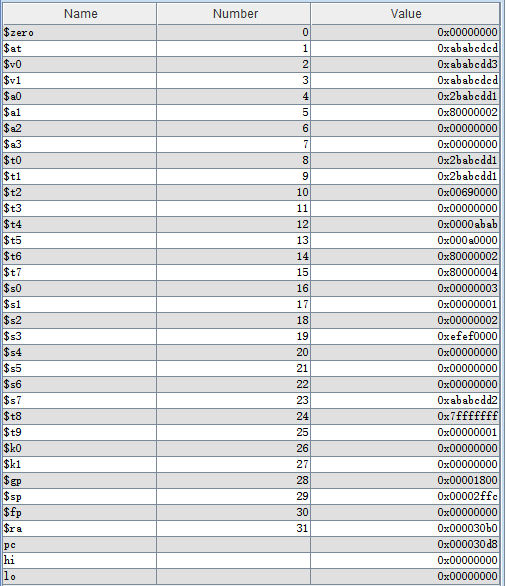 Name Number Value
$zero 0 0x00000000
$at 1 0xababcdcd
$v0 2 0xababcdd3
$v1 3 0xababcdcd
$a0 4 0x2babcdd1
$a1 5 0x80000002
$a2 6 0x00000000
$a3 7 0x00000000
$t0 8 0x2babcdd1
$t1 9 0x2babcdd1
$t2 10 0x00690000
$t3 11 0x00000000
$t4 12 0x0000abab
$t5 13 0x000a0000
$t6 14 0x80000002
$t7 15 0x80000004
$s0 16 0x00000003
$s1 17 0x00000001
$s2 18 0x00000002
$s3 19 0xefef0000
$s4 20 0x00000000
$s5 21 0x00000000
$s6 22 0x00000000
$s7 23 0xababcdd2
$t8 24 0x7fffffff
$t9 25 0x00000001
$k0 26 0x00000000
$k1 27 0x00000000
$gp 28 0x00001800
$sp 29 0x00002ffc
$fp 30 0x00000000
$ra 31 0x000030b0
pc 0x000030d8
hi 0x00000000
lo 0x00000000